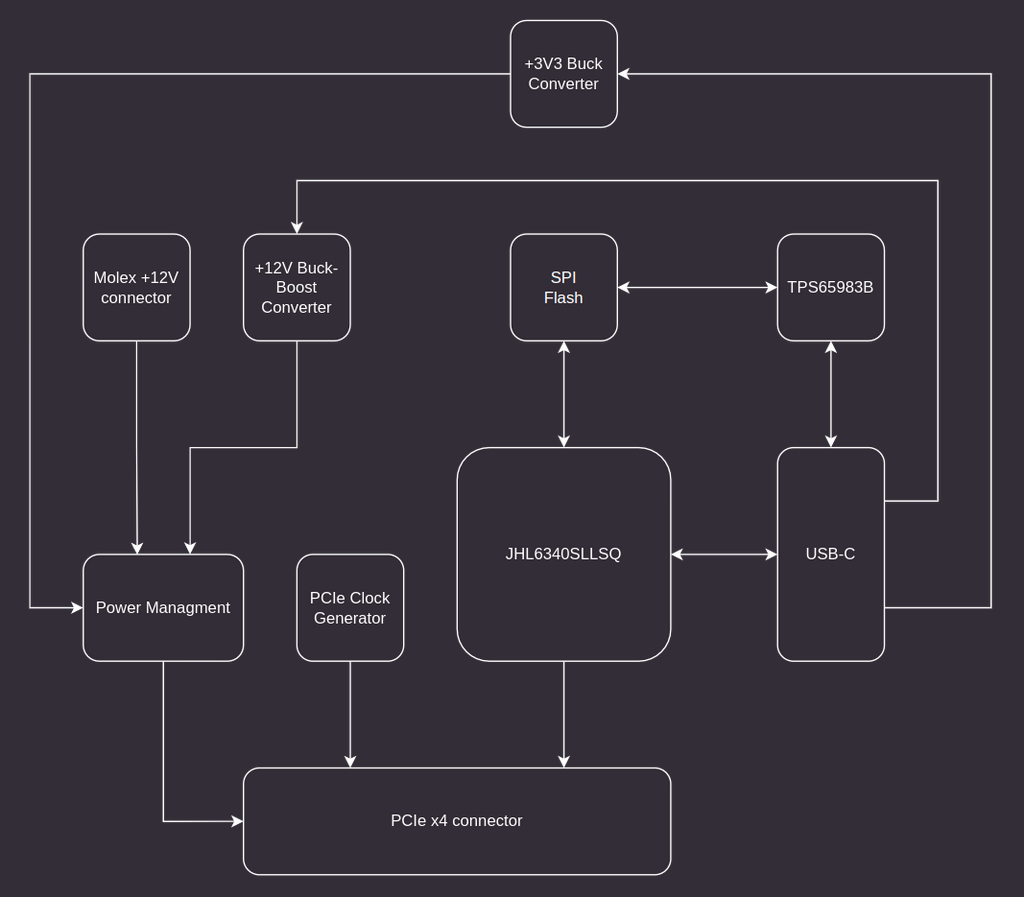 +3V3 Buck
Converter
Molex +12V
connector
+12V Buck-
Boost
Converter
SPI
Flash
TPS65983B
JHL6340SLLSQ
USB-C
Power Managment
PCIe Clock
Generator
PCIe x4 connector